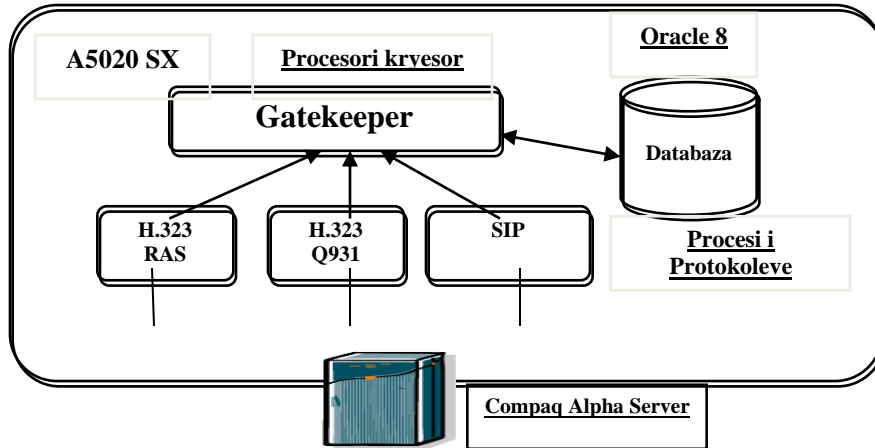 A5020 SX
Procesori kryesor
Oracle 8
Gatekeeper
Databaza
H.323
RAS
H.323
Q931
SIP
Procesi i
Protokoleve
Compaq Alpha Server